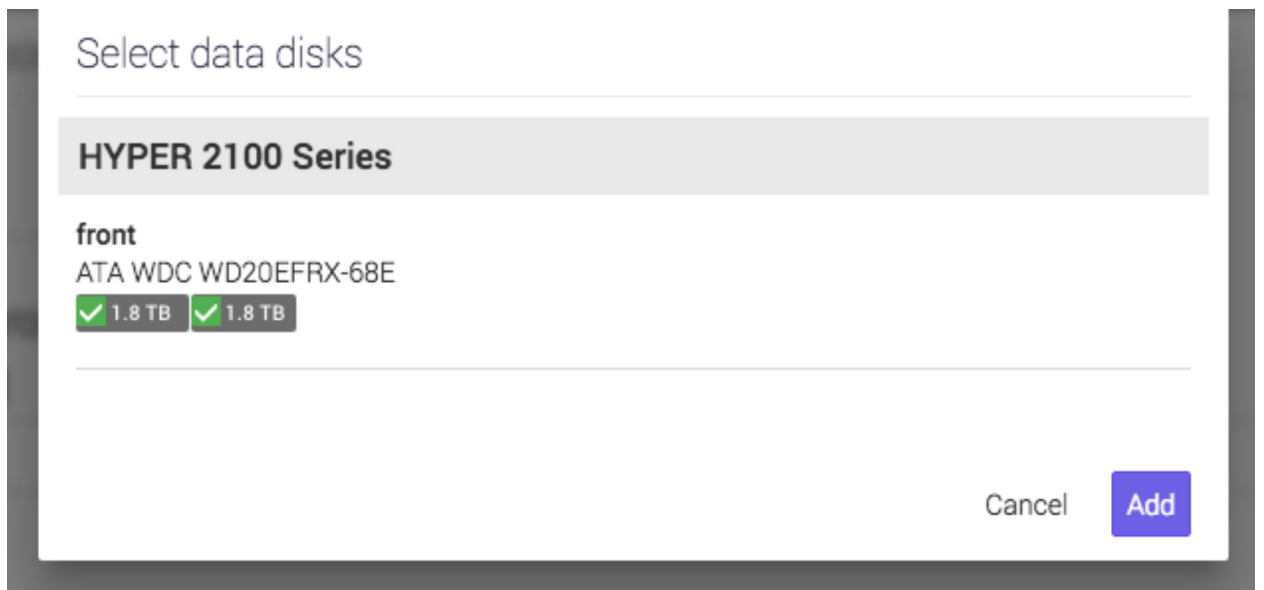 Select data disks
HYPER 2100 Series
front
ATA WDC WD20EFRX-68E
1.8 TB 1.8 TB
Cancel Add